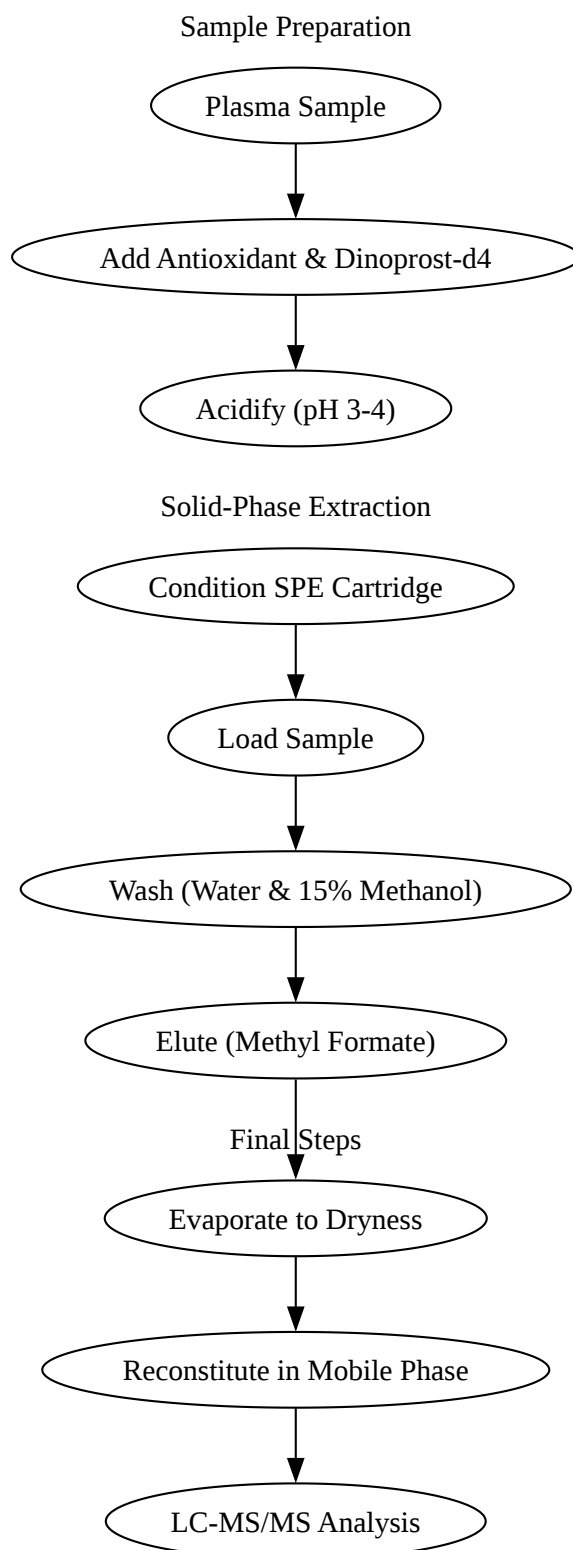 Sample Preparation
Plasma Sample
Add Antioxidant & Dinoprost-d4
Acidify (pH 3-4)
Solid-Phase Extraction
Condition SPE Cartridge
Load Sample
Wash (Water & 15% Methanol)
Elute (Methyl Formate)
Final Steps
Evaporate to Dryness
Reconstitute in Mobile Phase
LC-MS/MS Analysis